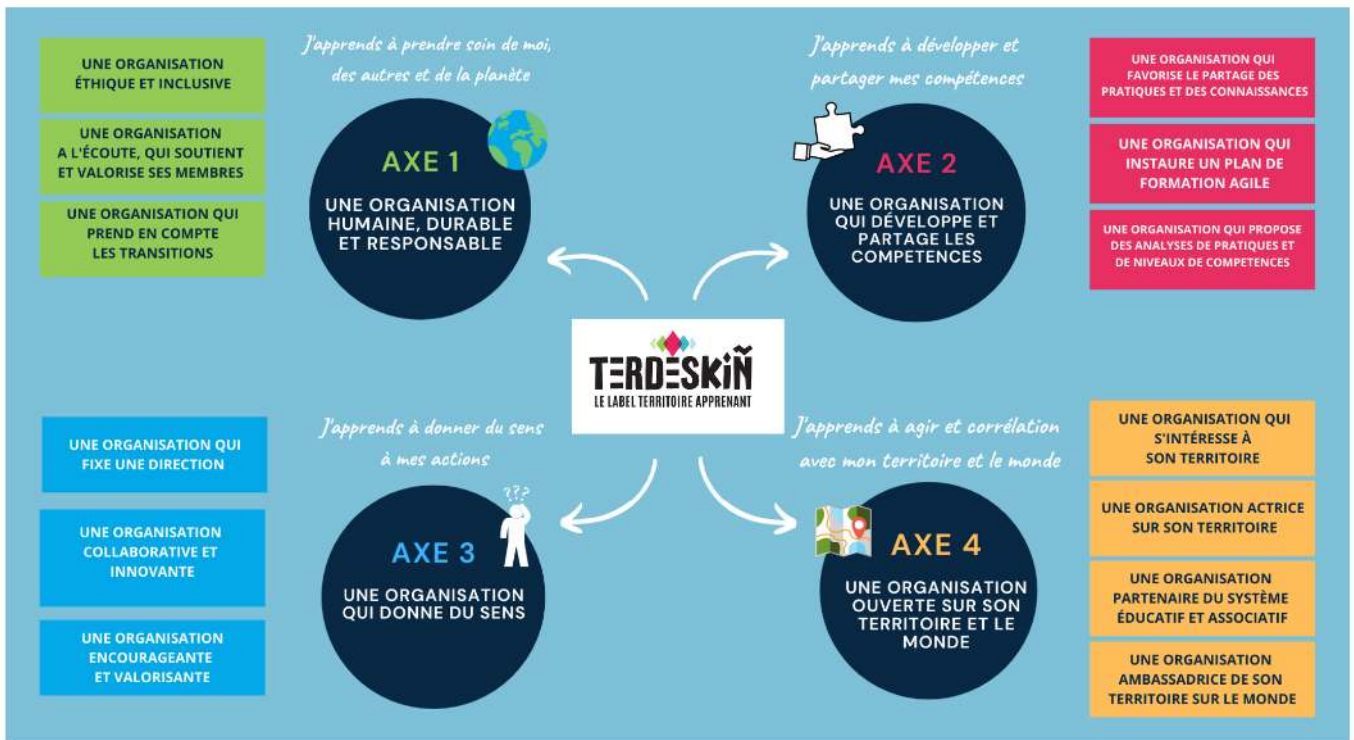 J'apprends à prendre soin de moi,
des autres et de la planète
UNE ORGANISATION
ÉTHIQUE ET INCLUSIVE
UNE ORGANISATION
A L'ÉCOUTE, QUI SOUTIENT
ET VALORISE SES MEMBRES
UNE ORGANISATION QUI
PREND EN COMPTE
LES TRANSITIONS
AXE 1
UNE ORGANISATION
HUMAINE, DURABLE
ET RESPONSABLE
J'apprends à développer et
partager mes compétences
AXE 2
UNE ORGANISATION
QUI DÉVELOPPE ET
PARTAGE LES
COMPETENCES
UNE ORGANISATION QUI
FAVORISE LE PARTAGE DES
PRATIQUES ET DES CONNAISSANCES
UNE ORGANISATION QUI
INSTAURE UN PLAN DE
FORMATION AGILE
UNE ORGANISATION QUI PROPOSE
DES ANALYSES DE PRATIQUES ET
DE NIVEAUX DE COMPETENCES
TERDESKIÑ
LE LABEL TERRITOIRE APPRENANT
J'apprends à donner du sens
à mes actions
UNE ORGANISATION QUI
FIXE UNE DIRECTION
UNE ORGANISATION
COLLABORATIVE ET
INNOVANTE
UNE ORGANISATION
ENCOURAGEANTE
ET VALORISANTE
???
AXE 3
UNE ORGANISATION
QUI DONNE DU SENS
J'apprends à agir et corrélation
avec mon territoire et le monde
AXE 4
UNE ORGANISATION
OUVERTE SUR SON
TERRITOIRE ET LE
MONDE
UNE ORGANISATION QUI
S'INTÉRESSE À
SON TERRITOIRE
UNE ORGANISATION ACTRICE
SUR SON TERRITOIRE
UNE ORGANISATION
PARTENAIRE DU SYSTÈME
ÉDUCATIF ET ASSOCIATIF
UNE ORGANISATION
AMBASSADRICE DE SON
TERRITOIRE SUR LE MONDE